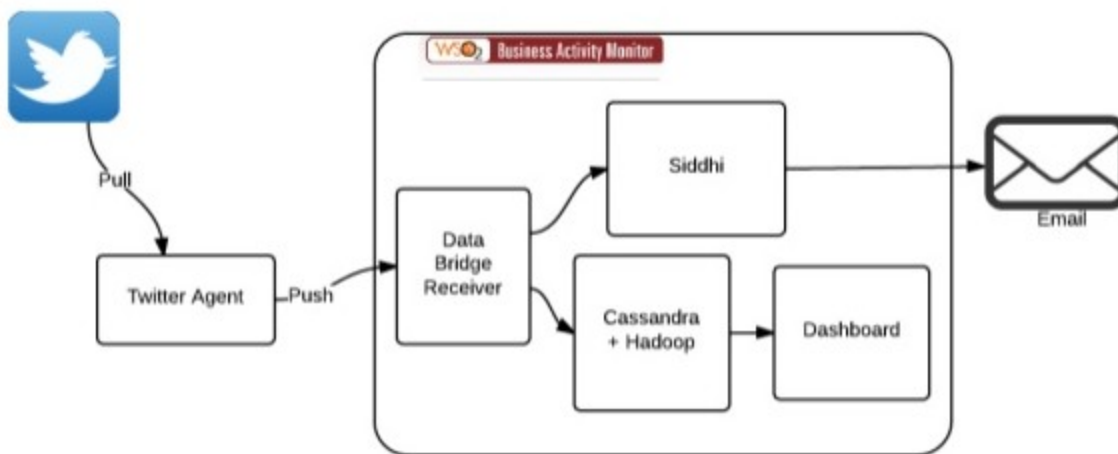 WSO2 Business Activity Monitor
Pull
Siddhi
Email
Data
Bridge
Receiver
Twitter Agent
Push
Cassandra
+ Hadoop
Dashboard